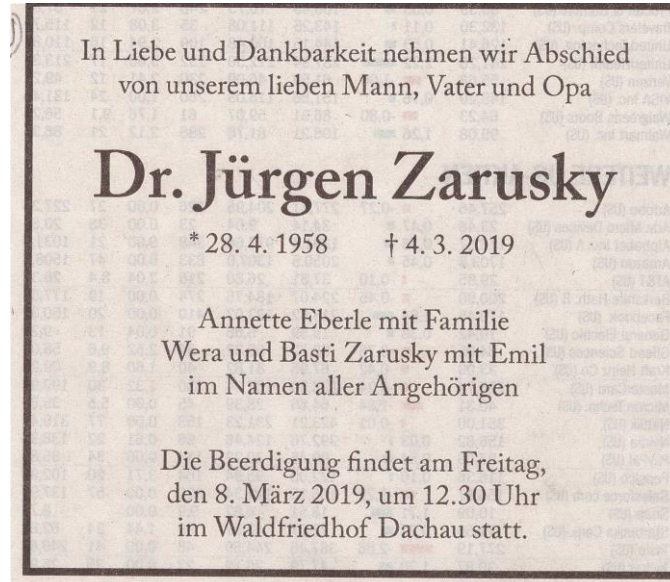 In Liebe und Dankbarkeit nehmen wir Abschied
von unserem lieben Mann, Vater und Opa
Dr. Jürgen Zarusky
* 28. 4. 1958 † 4. 3. 2019
Annette Eberle mit Familie
Wera und Basti Zarusky mit Emil
im Namen aller Angehörigen
Die Beerdigung findet am Freitag,
den 8. März 2019, um 12.30 Uhr
im Waldfriedhof Dachau statt.